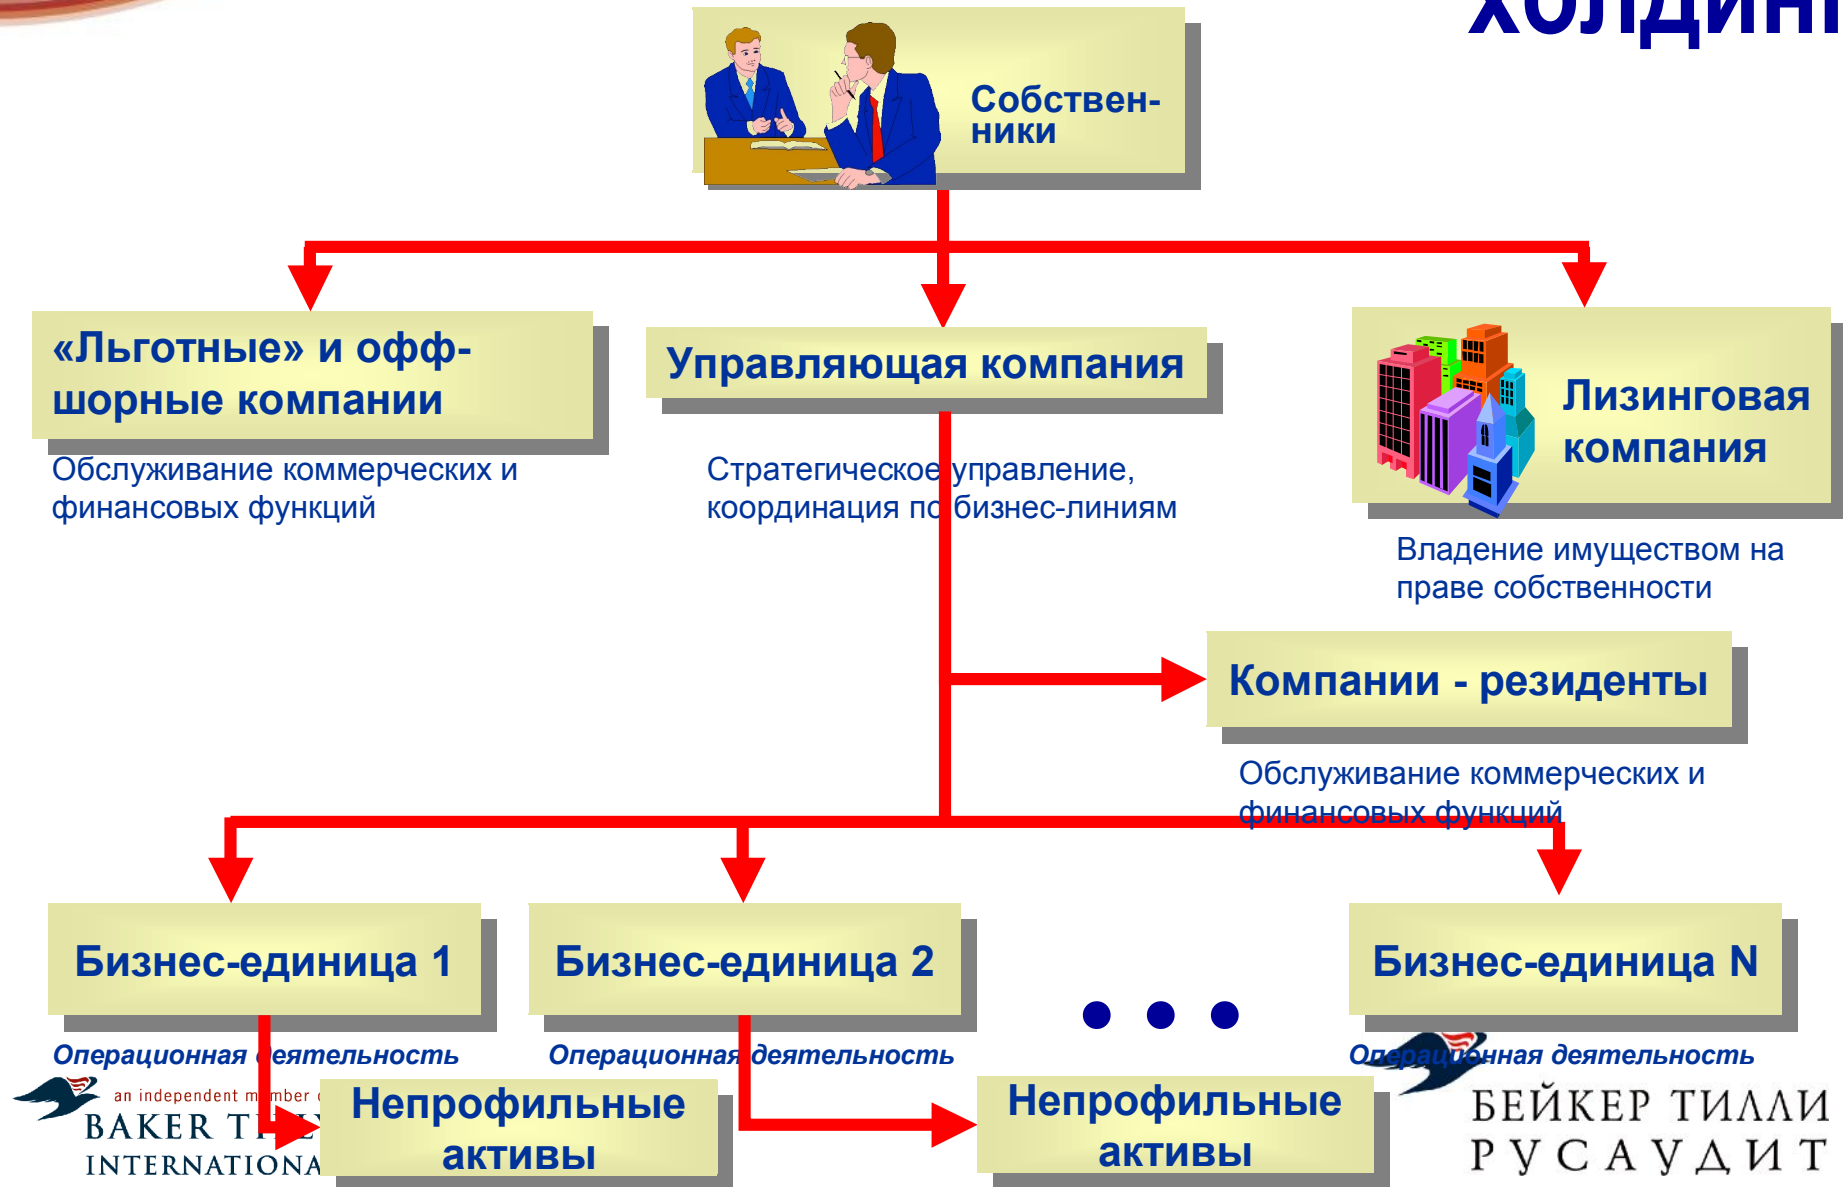 холдинг
Собствен-
ники
«Льготные» и офф-
шорные компании
Управляющая компания
Лизинговая
компания
Обслуживание коммерческих и
финансовых функций
Стратегическое управление,
координация по бизнес-линиям
Владение имуществом на
праве собственности
Компании - резиденты
Обслуживание коммерческих и
финансовых функций
Бизнес-единица 1
Бизнес-единица 2
• • •
Бизнес-единица N
Операционная деятельность
Операционная деятельность
Операционная деятельность
an independent member
BAKER TILLY
INTERNATIONA
Непрофильные
активы
Непрофильные
активы
БЕЙКЕР ТИЛЛИ
РУСАУДИТ